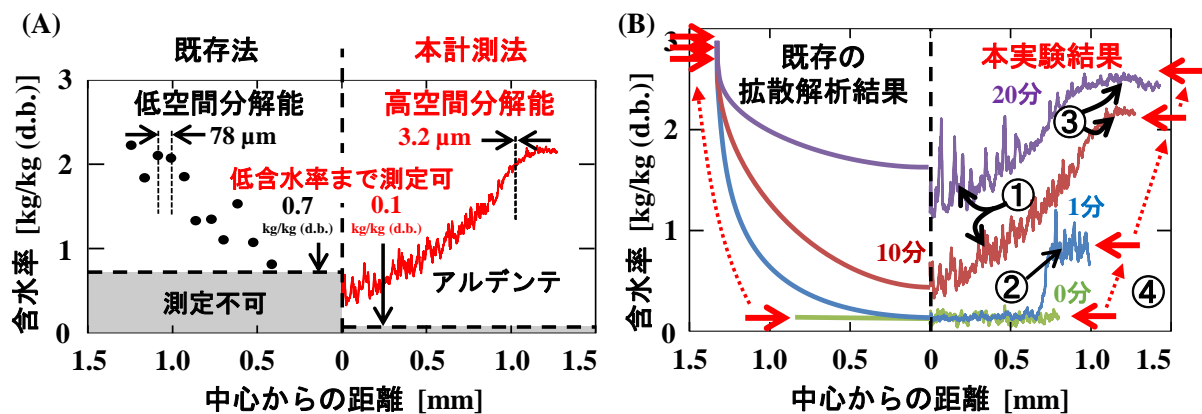 (A)
既存法
本計測法
低空間分解能
高空間分解能
78 μm
3.2 μm
低含水率まで測定可
0.7
kg/kg (d.b.)
0.1
kg/kg (d.b.)
アルデンテ
測定不可
含水率 [kg/kg (d.b.)]
3
2
1
0
1.5
1.0
0.5
0
0.5
1.0
1.5
中心からの距離 [mm]
(B)
既存の
拡散解析結果
本実験結果
20分
10分
1分
0分
①
②
③
④
含水率 [kg/kg (d.b.)]
3
2
1
0
1.5
1.0
0.5
0
0.5
1.0
1.5
中心からの距離 [mm]